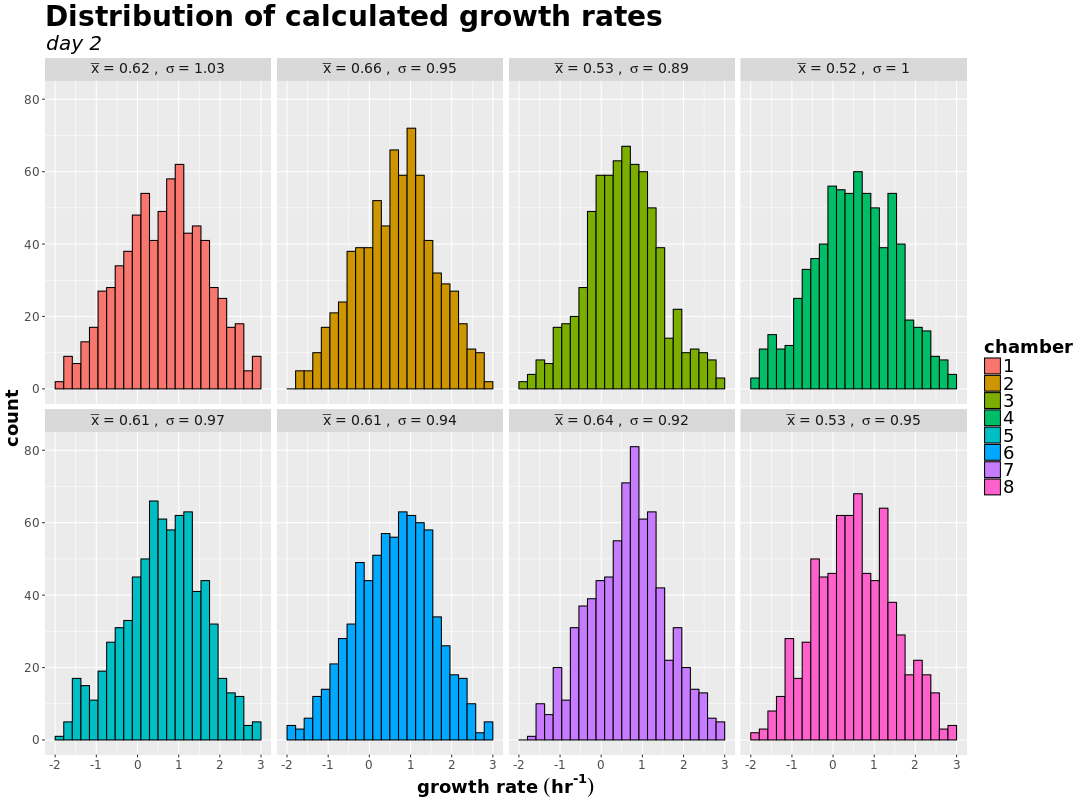 Distribution of calculated growth rates
day 2
x̅ = 0.62 , σ = 1.03
x̅ = 0.66 , σ = 0.95
x̅ = 0.53 , σ = 0.89
x̅ = 0.52 , σ = 1
80
60
40
20
0
x̅ = 0.61 , σ = 0.97
x̅ = 0.61 , σ = 0.94
x̅ = 0.64 , σ = 0.92
x̅ = 0.53 , σ = 0.95
80
60
40
20
0
-2 -1 0 1 2 3
-2 -1 0 1 2 3
-2 -1 0 1 2 3
-2 -1 0 1 2 3
growth rate (hr⁻¹)
count
chamber
1
2
3
4
5
6
7
8